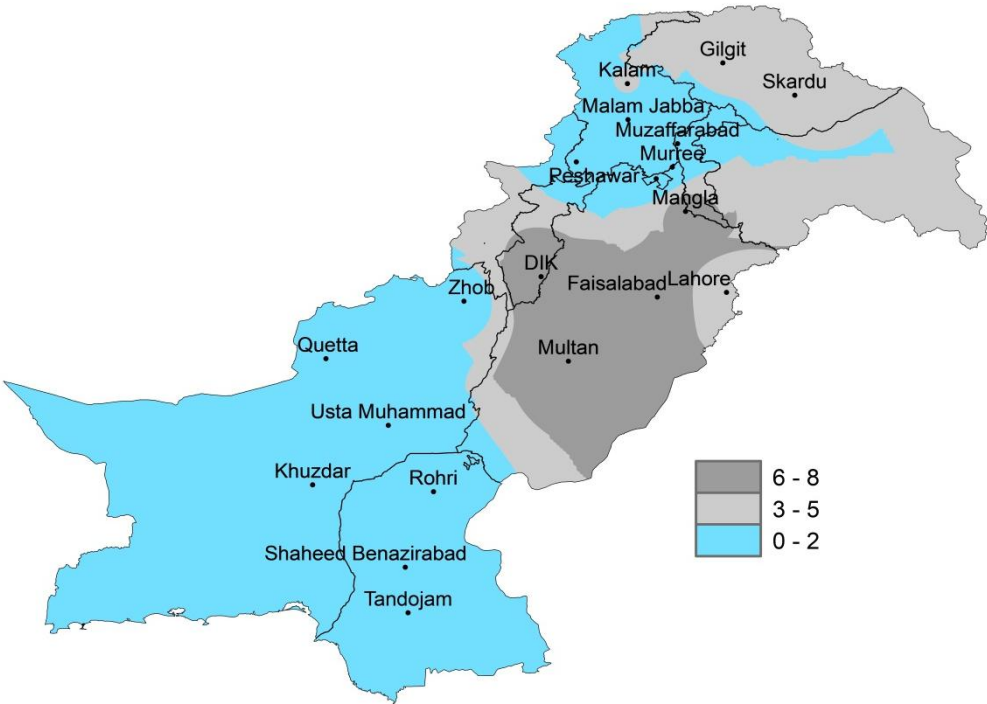 Gilgit
Kalam
Skardu
Malam Jabba
Muzaffarabad
Murree
Peshawar
Mangla
DIK
Zhob
Faisalabad
Lahore
Quetta
Multan
Usta Muhammad
Khuzdar
Rohri
6 - 8
3 - 5
0 - 2
Shaheed Benazirabad
Tandojam